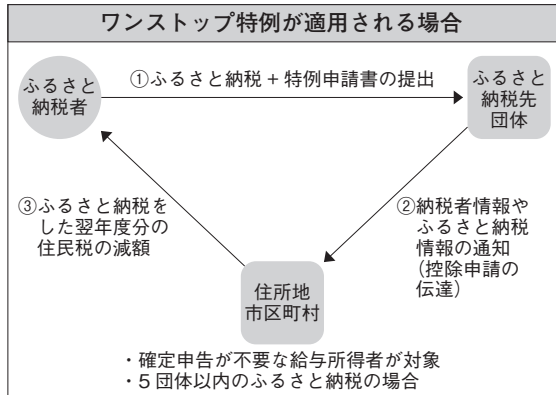 ワンストップ特例が適用される場合
ふるさと
納税者
①ふるさと納税 + 特例申請書の提出
ふるさと
納税先
団体
③ふるさと納税を
した翌年度分の
住民税の減額
②納税者情報や
ふるさと納税
情報の通知
(控除申請の
伝達)
住所地
市区町村
・確定申告が不要な給与所得者が対象
・5 団体以内のふるさと納税の場合